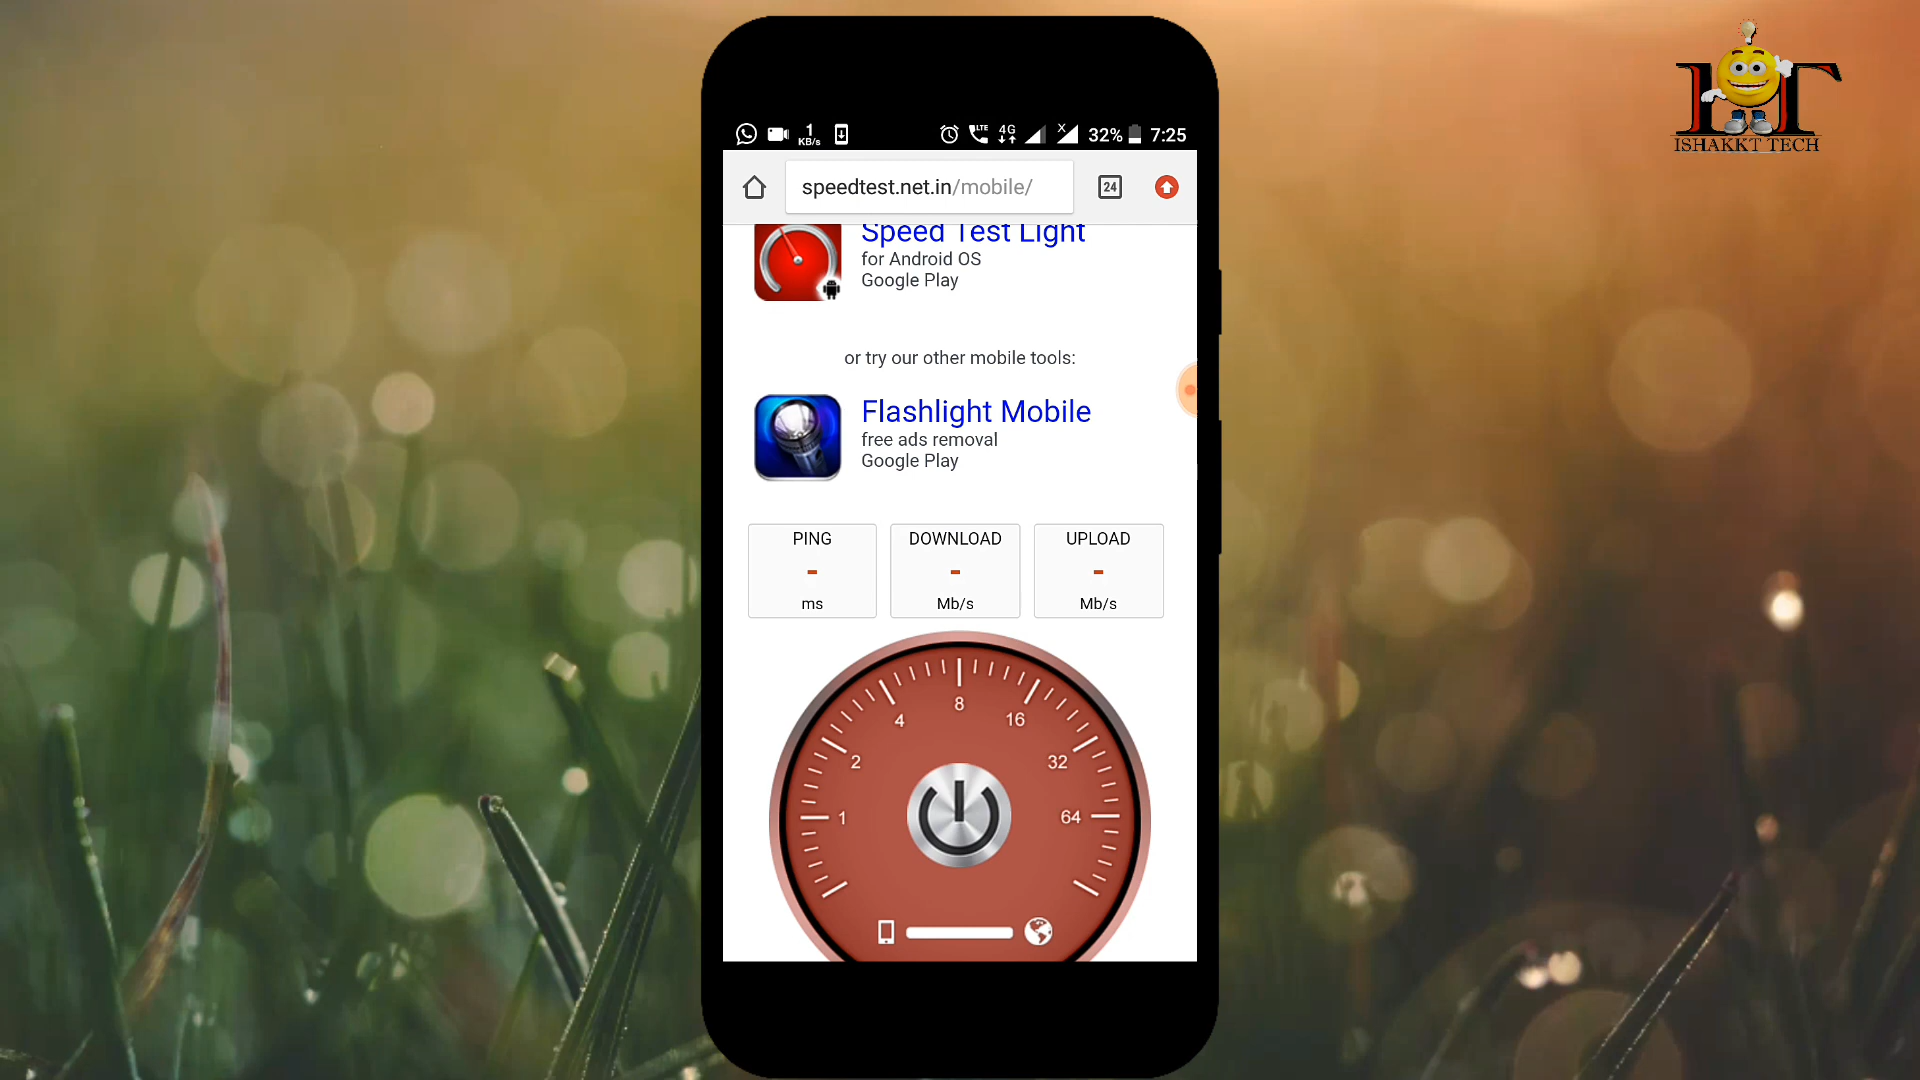 1
KB/s
LTE
4G
X
32%
7:25
speedtest.net.in/mobile/
24
Speed Test Light
for Android OS
Google Play
or try our other mobile tools:
Flashlight Mobile
free ads removal
Google Play
PING
DOWNLOAD
UPLOAD
-
-
-
ms
Mb/s
Mb/s
1
2
4
8
16
32
64
IT
ISHAKKT TECH